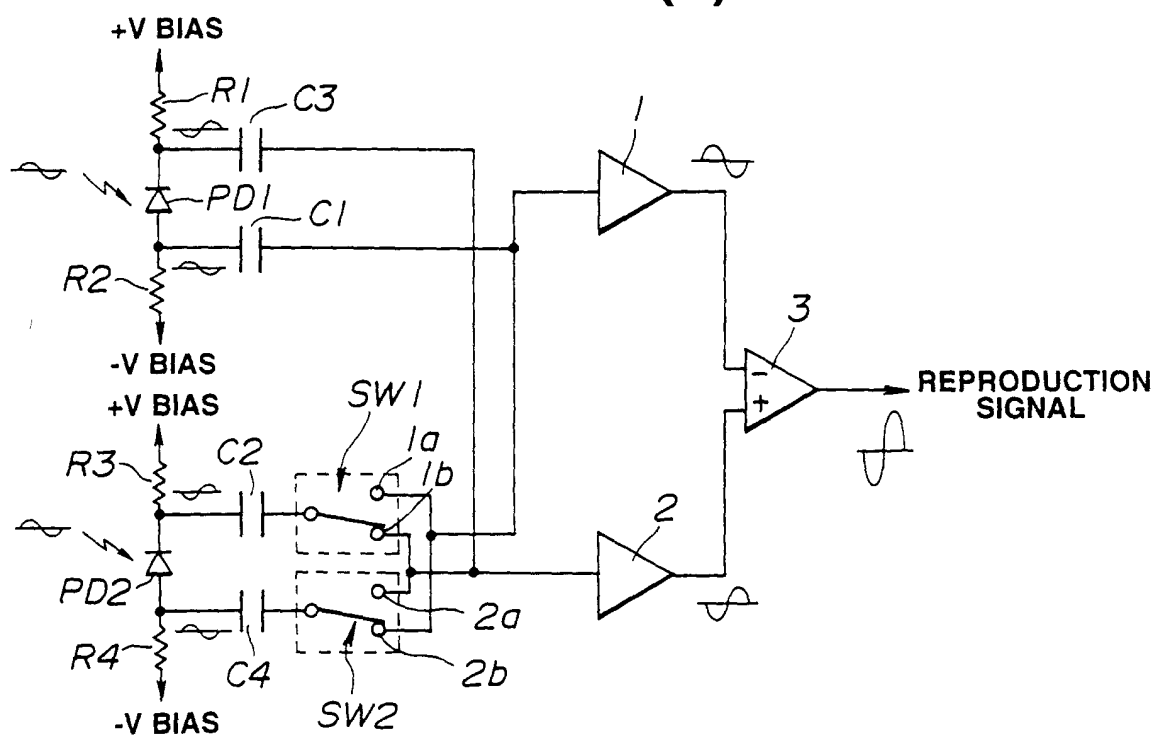 +V BIAS
R1
C3
1
PD1
C1
R2
-V BIAS
3
-
+
REPRODUCTION
SIGNAL
+V BIAS
SW1
1a
1b
R3
C2
2
PD2
2a
R4
C4
2b
SW2
-V BIAS